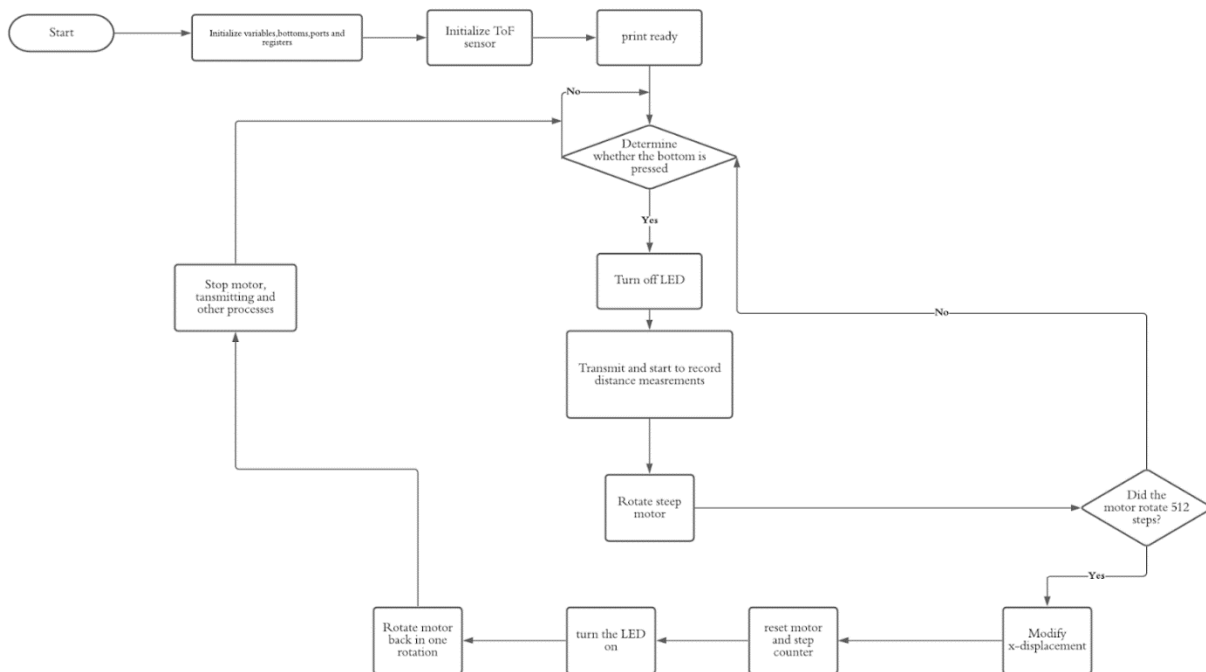 Start
Initialize variables,bottoms,ports and
registers
Initialize ToF
sensor
print ready
No
Determine
whether the bottom is
pressed
Yes
Turn off LED
Stop motor,
tansmitting and
other processes
No
Transmit and start to record
distance measrements
Rotate steep
motor
Did the
motor rotate 512
steps?
Yes
Modify
x-displacement
reset motor
and step
counter
turn the LED
on
Rotate motor
back in one
rotation